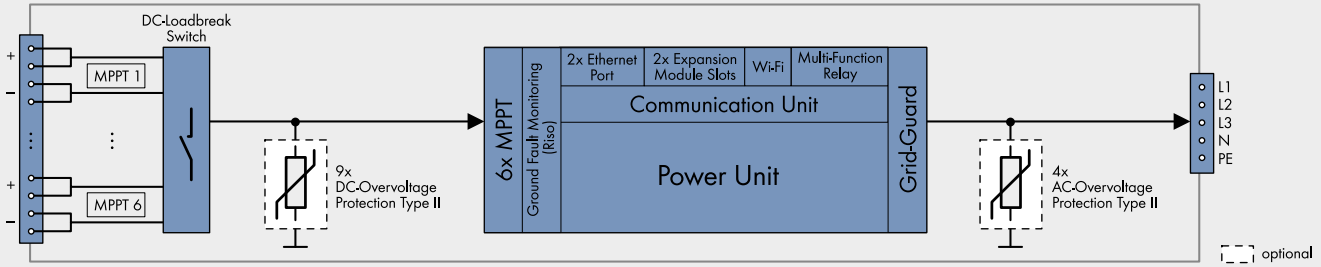 DC-Loadbreak
Switch
+
MPPT 1
–
...
...
+
MPPT 6
–
9x
DC-Overvoltage
Protection Type II
6x MPPT
Ground Fault Monitoring
(Riso)
2x Ethernet
Port
2x Expansion
Module Slots
Wi-Fi
Multi-Function
Relay
Communication Unit
Power Unit
Grid-Guard
4x
AC-Overvoltage
Protection Type II
L1
L2
L3
N
PE
optional